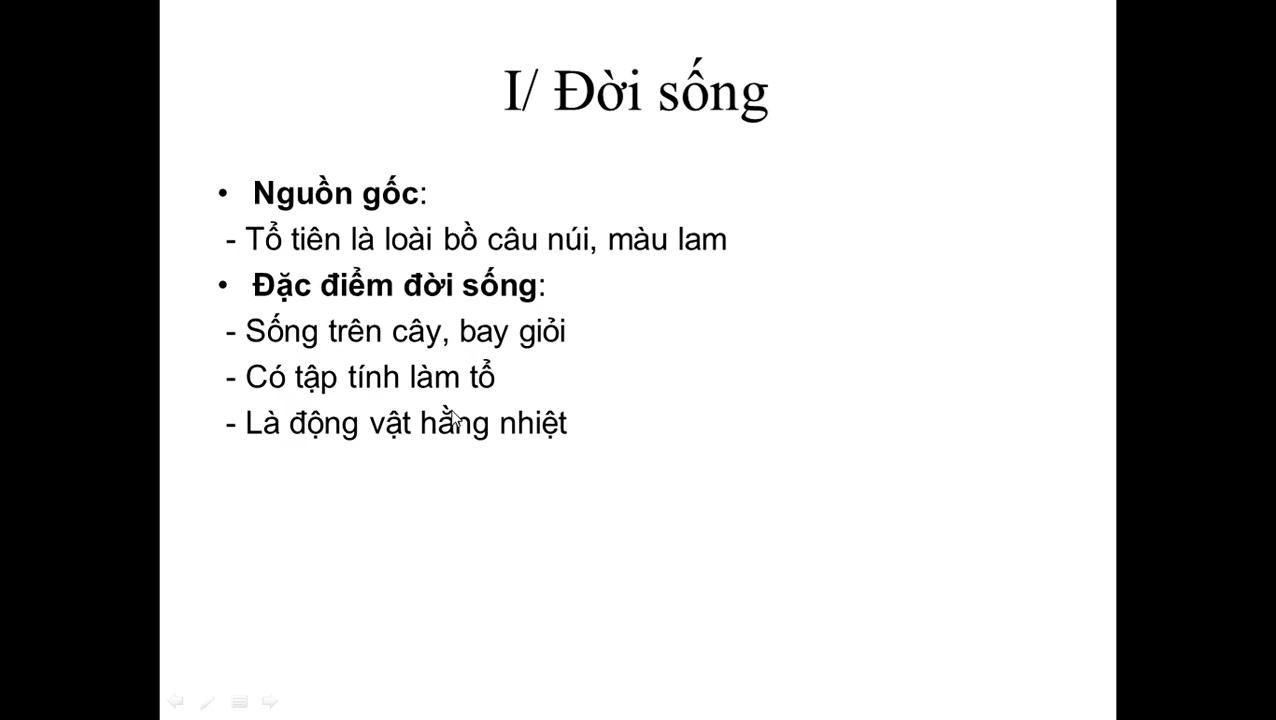 I/ Đời sống
• Nguồn gốc:
- Tổ tiên là loài bồ câu núi, màu lam
• Đặc điểm đời sống:
- Sống trên cây, bay giỏi
- Có tập tính làm tổ
- Là động vật hằng nhiệt